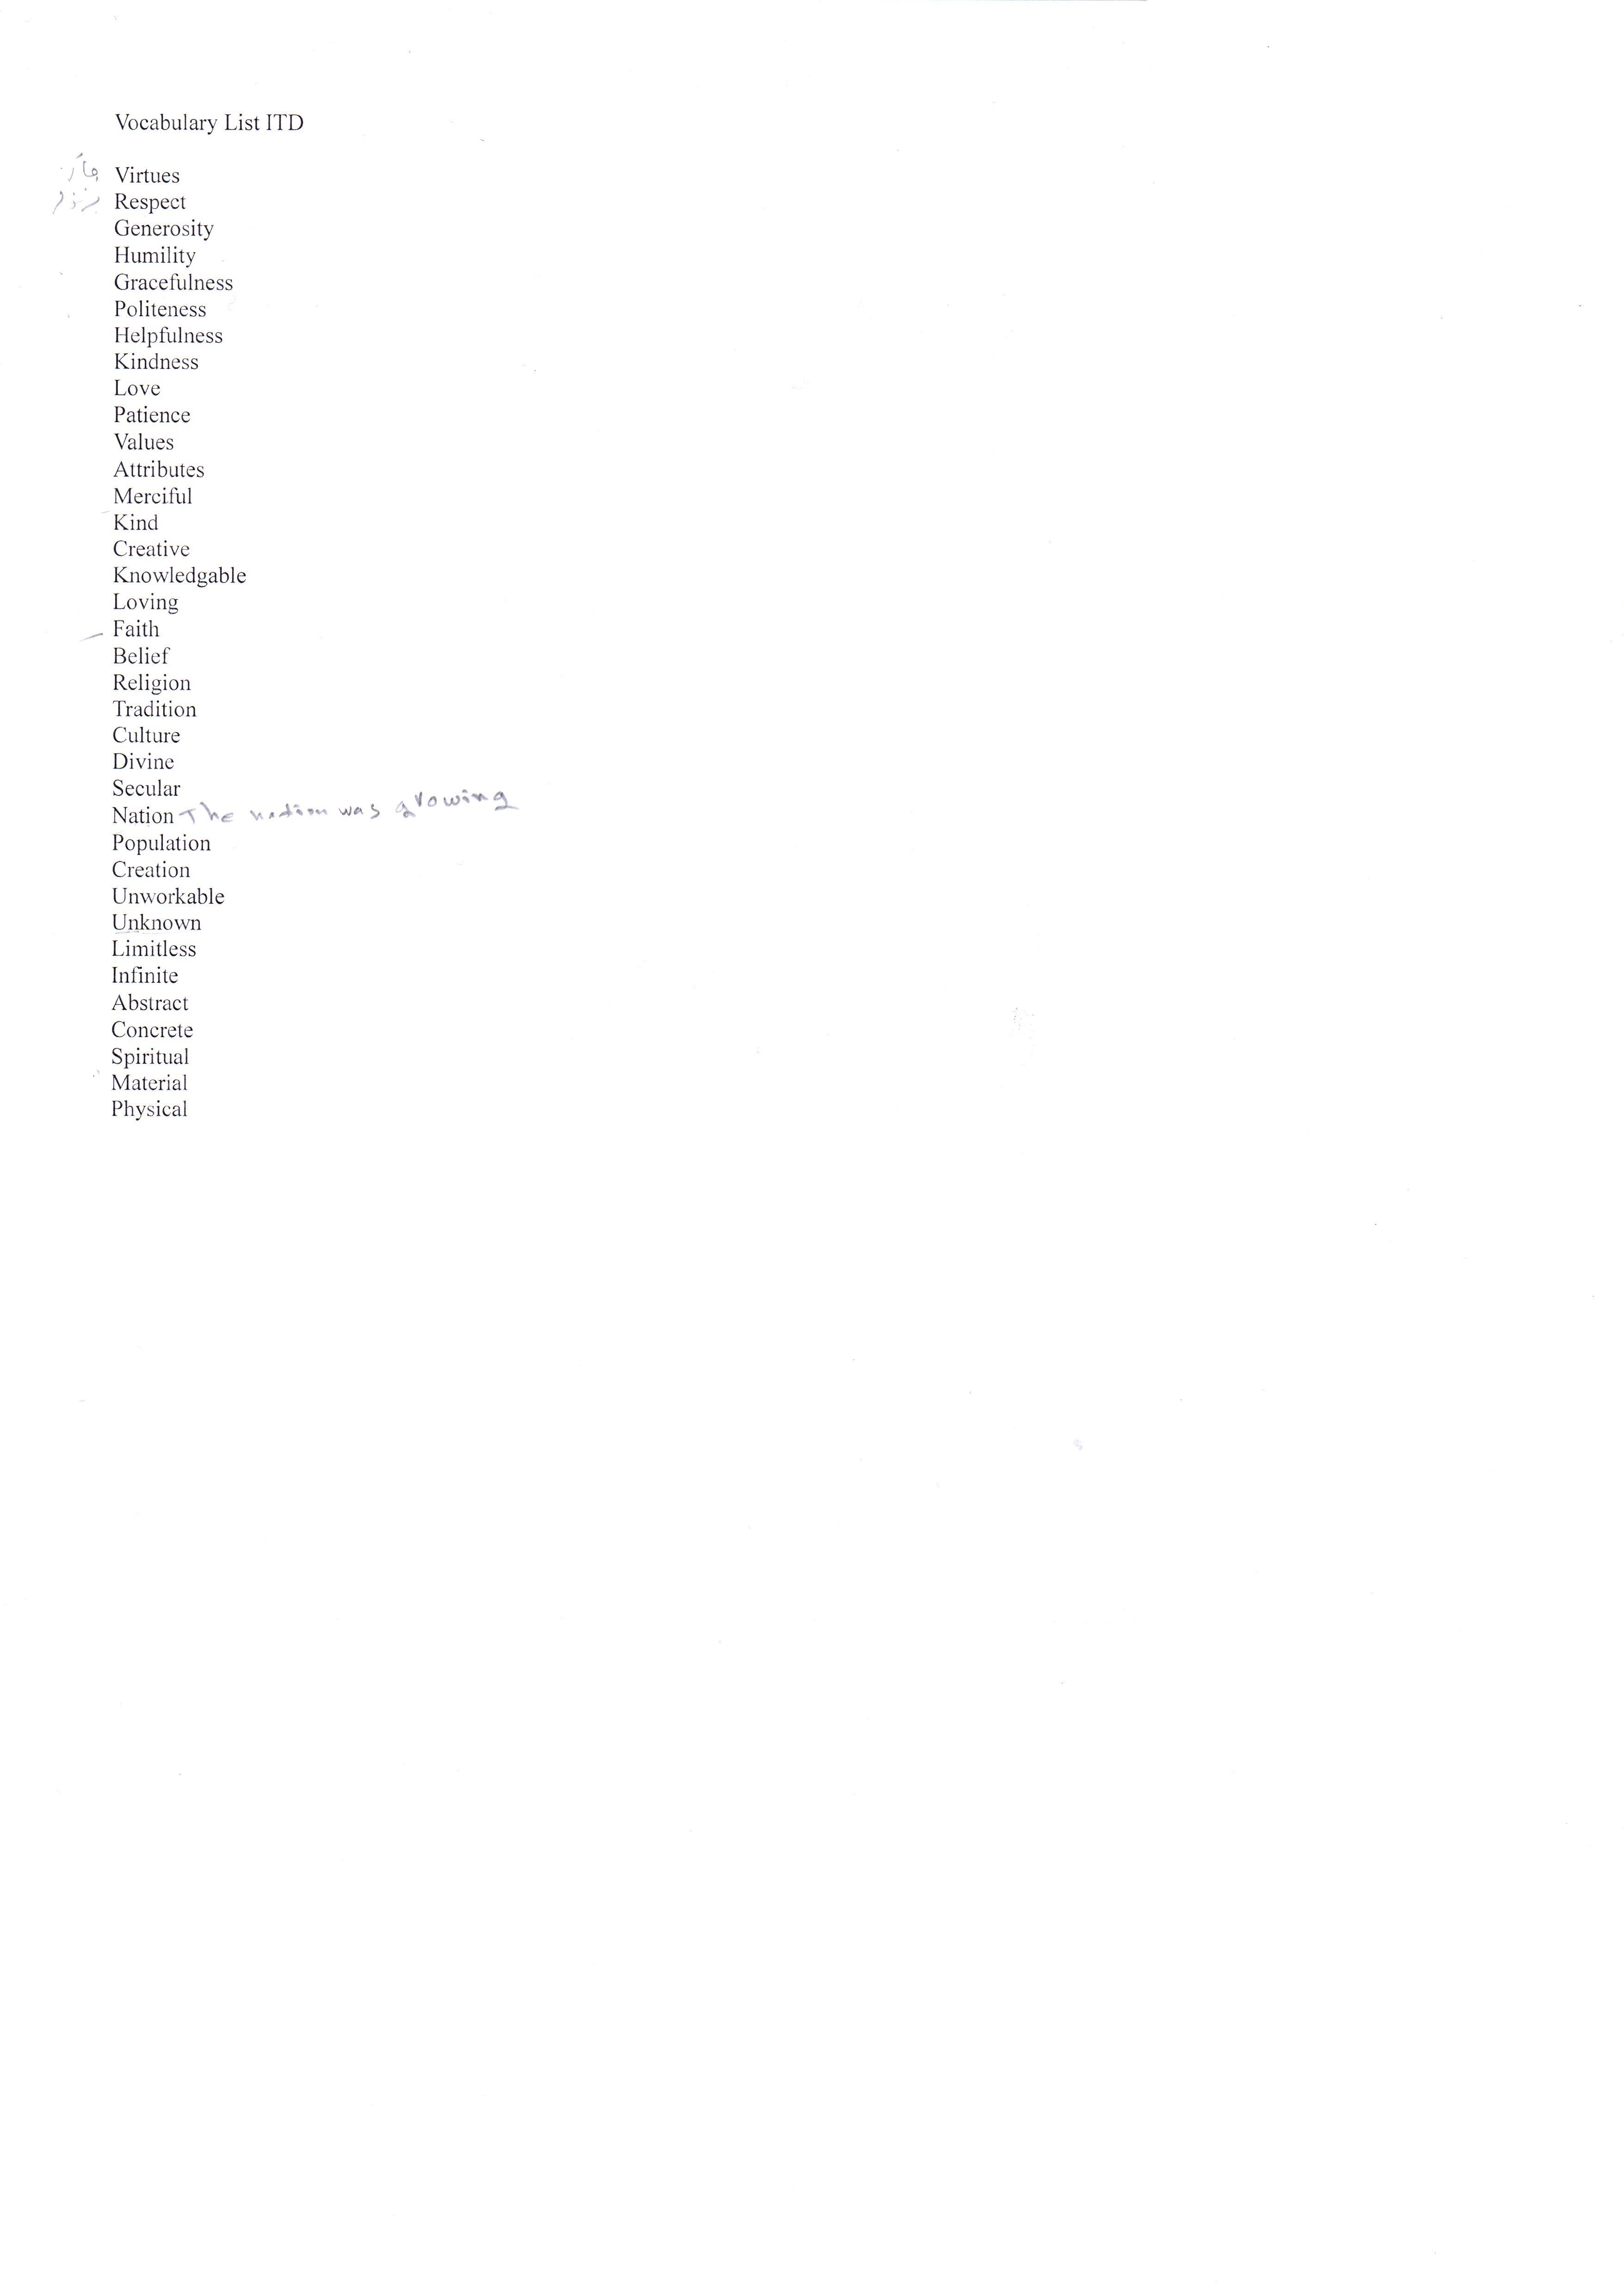 Vocabulary List ITD
Virtues
Respect
Generosity
Humility
Gracefulness
Politeness
Helpfulness
Kindness
Love
Patience
Values
Attributes
Merciful
Kind
Creative
Knowledgable
Loving
Faith
Belief
Religion
Tradition
Culture
Divine
Secular
Nation The nation was growing
Population
Creation
Unworkable
Unknown
Limitless
Infinite
Abstract
Concrete
Spiritual
Material
Physical